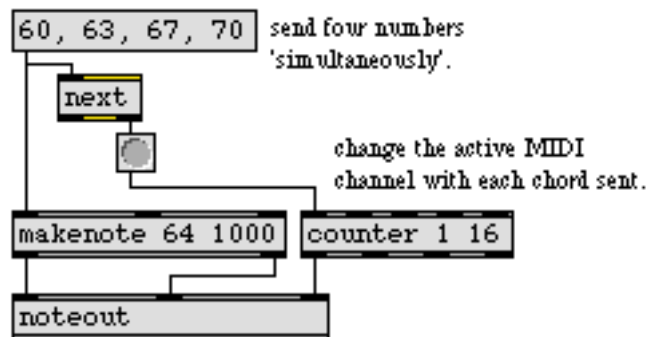 60, 63, 67, 70
send four numbers
'simultaneously'.
next
change the active MIDI
channel with each chord sent.
makenote 64 1000
counter 1 16
noteout